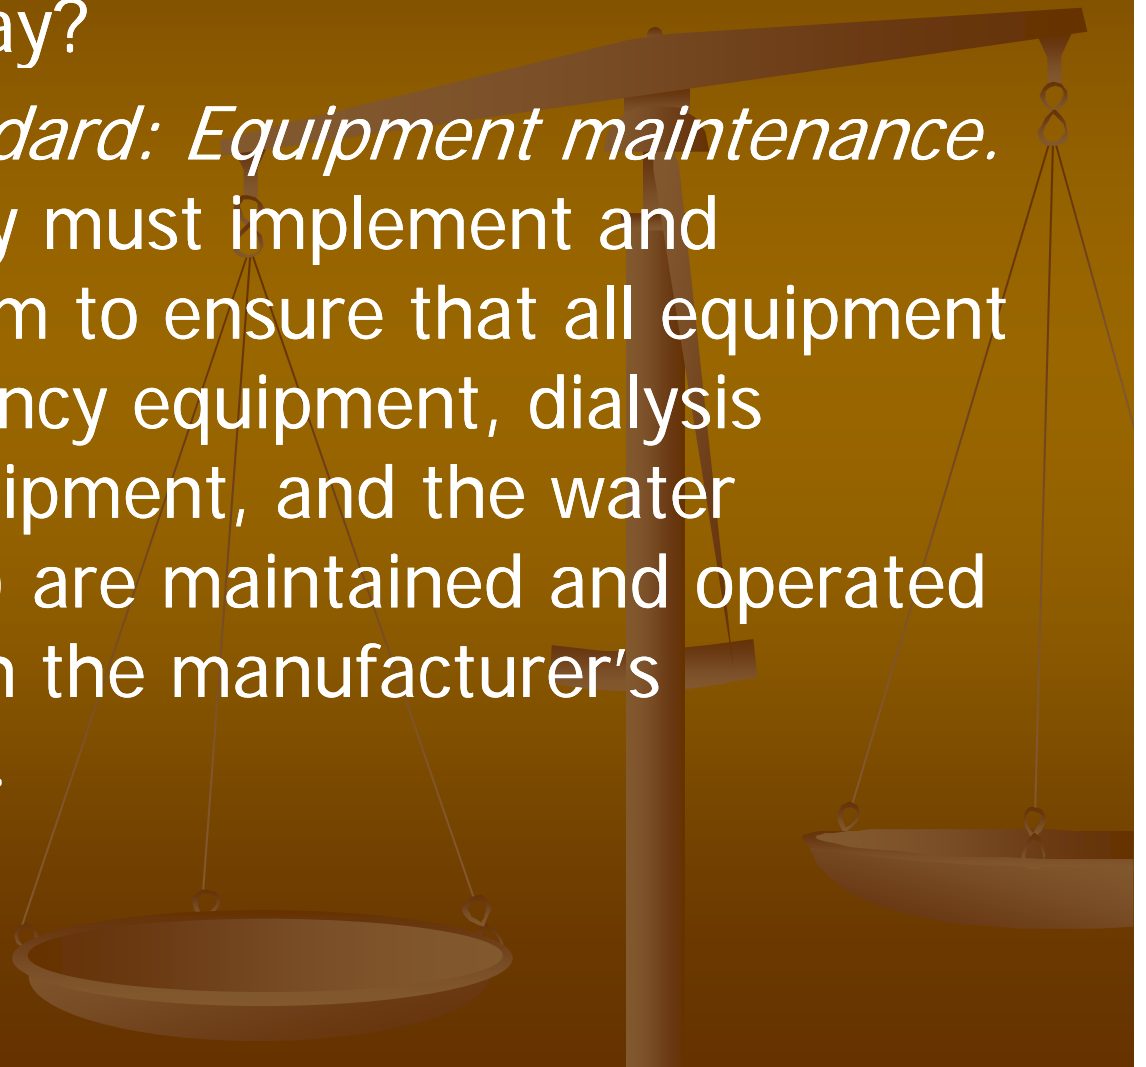 ay?
dard: Equipment maintenance.
y must implement and
m to ensure that all equipment
ncy equipment, dialysis
ipment, and the water
are maintained and operated
n the manufacturer’s
.